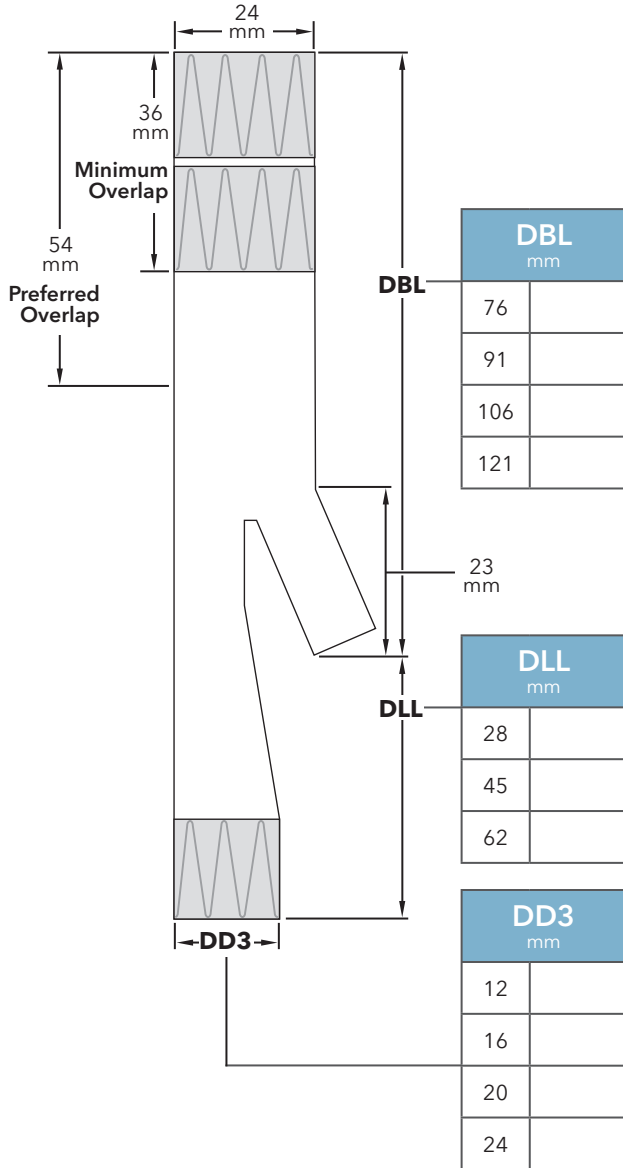 24
mm
36
mm
Minimum
Overlap
54
mm
Preferred
Overlap
DBL
DBL
mm
76
91
106
121
23
mm
DLL
DLL
mm
28
45
62
DD3
DD3
mm
12
16
20
24